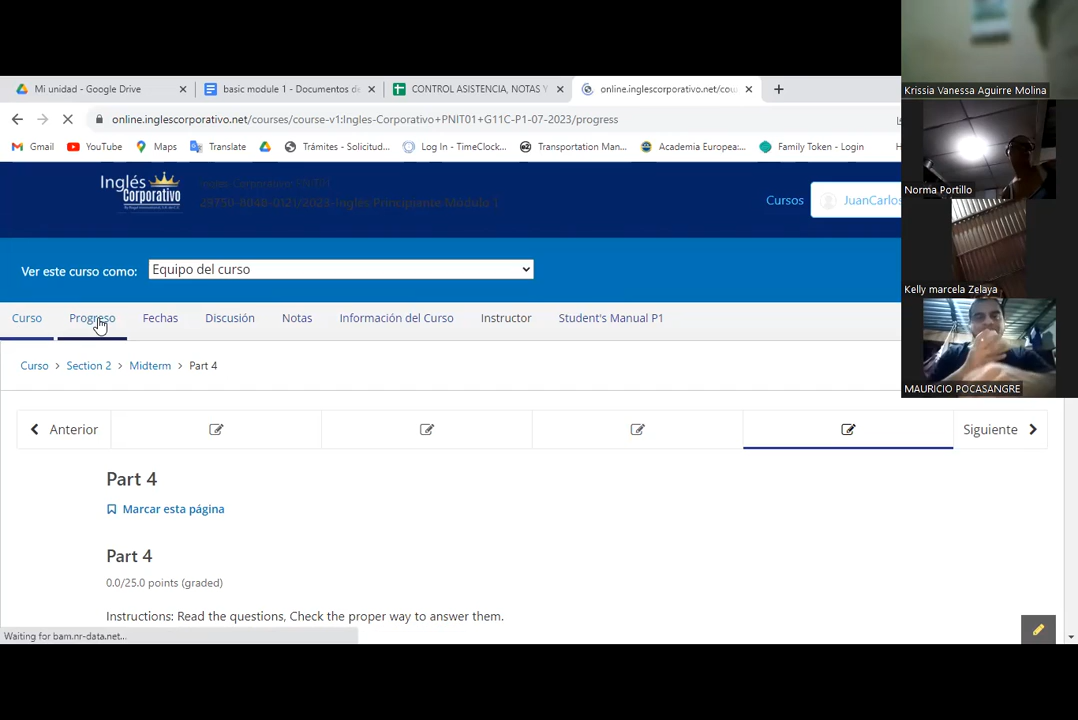 Mi unidad - Google Drive
basic module 1 - Documentos de
CONTROL ASISTENCIA, NOTAS Y
online.inglescorporativo.net/cou
online.inglescorporativo.net/courses/course-v1:Ingles-Corporativo+PNIT01+G11C-P1-07-2023/progress
Gmail
YouTube
Maps
Translate
Trámites - Solicitud...
Log In - TimeClock...
Transportation Man...
Academia Europea:...
Family Token - Login
Inglés
Corporativo
Cursos
JuanCarlos
Ver este curso como:
Equipo del curso
Curso
Progreso
Fechas
Discusión
Notas
Información del Curso
Instructor
Student's Manual P1
Curso > Section 2 > Midterm > Part 4
Anterior
Siguiente
Part 4
Marcar esta página
Part 4
0.0/25.0 points (graded)
Instructions: Read the questions, Check the proper way to answer them.
Waiting for bam.nr-data.net...
Krissia Vanessa Aguirre Molina
Norma Portillo
Kelly marcela Zelaya
MAURICIO POCASANGRE